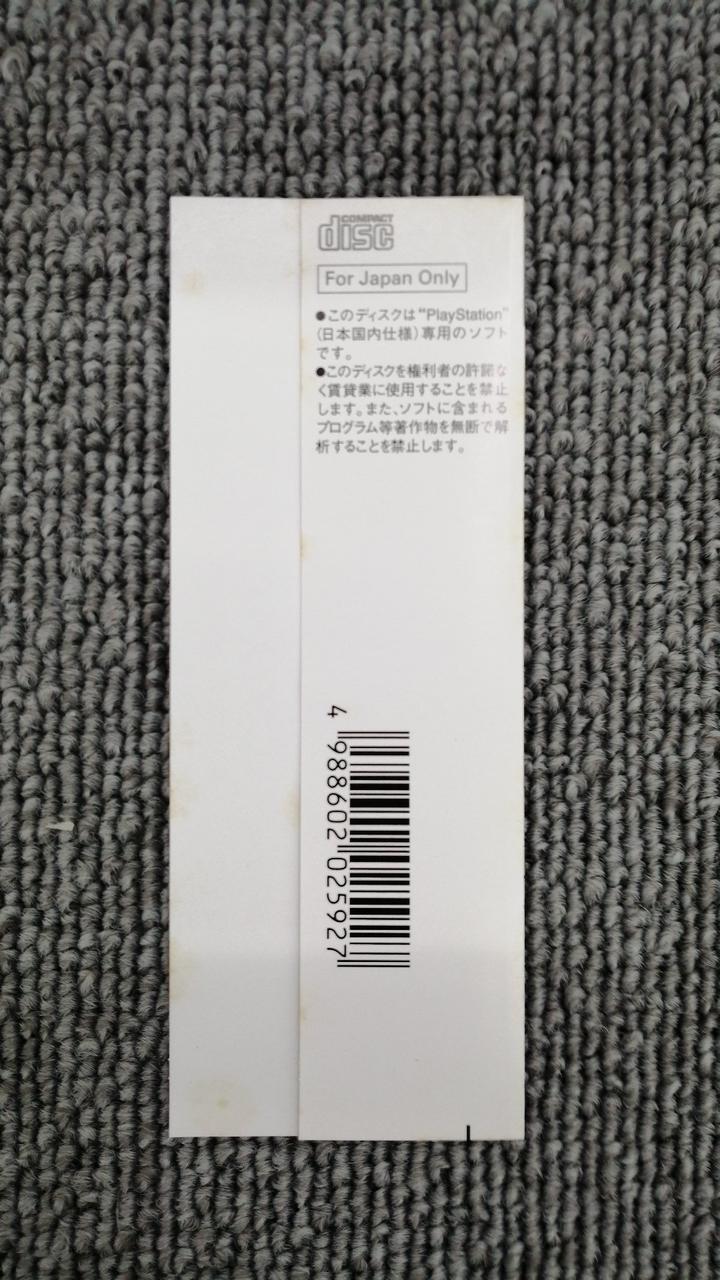 COMPACT
disc
For Japan Only
●このディスクは“PlayStation”
(日本国内仕様)専用のソフト
です。
●このディスクを権利者の許諾な
く賃貸業に使用することを禁止
します。また、ソフトに含まれる
プログラム等著作物を無断で解
析することを禁止します。
4 988602 025927